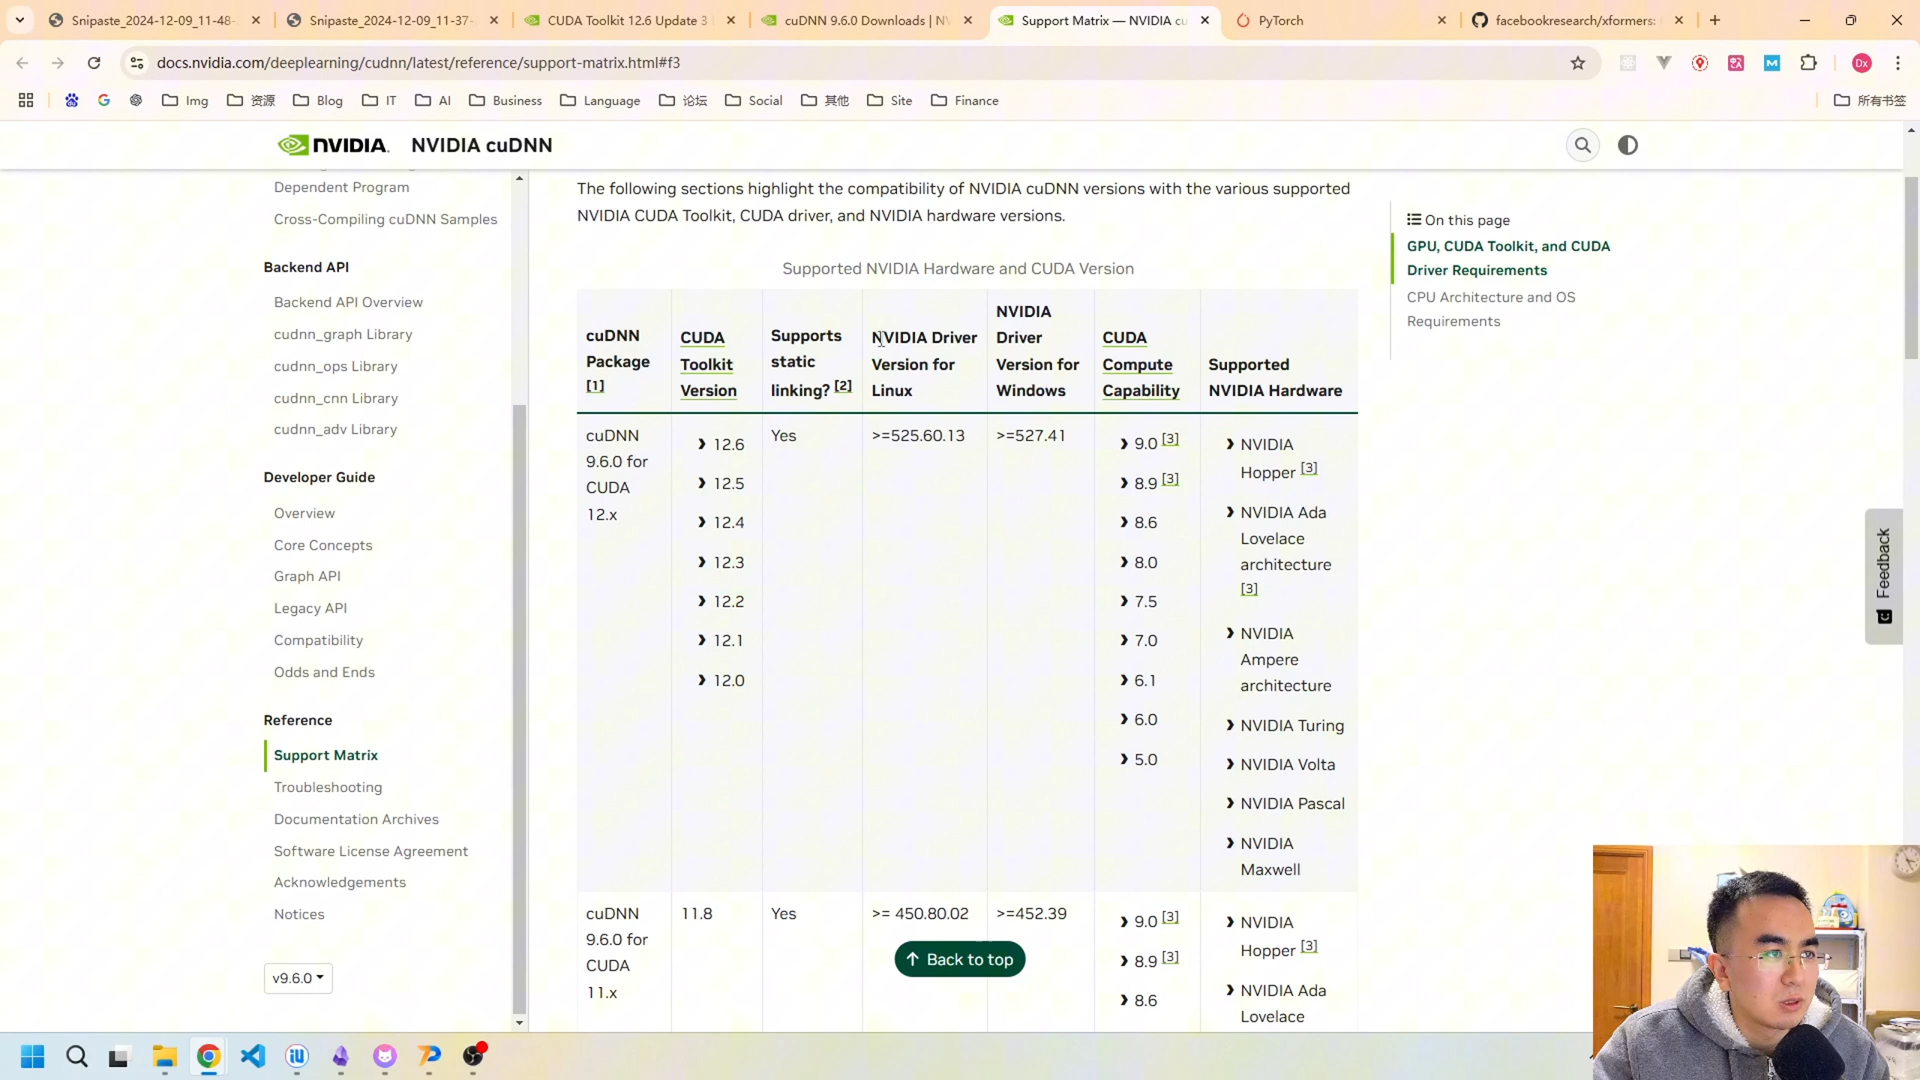 Snipaste_2024-12-09_11-48-
Snipaste_2024-12-09_11-37-
CUDA Toolkit 12.6 Update 3
cuDNN 9.6.0 Downloads | NV
Support Matrix — NVIDIA cu
PyTorch
facebookresearch/xformers:
docs.nvidia.com/deeplearning/cudnn/latest/reference/support-matrix.html#f3
Dx
Img
资源
Blog
IT
AI
Business
Language
论坛
Social
其他
Site
Finance
所有书签
NVIDIA.
NVIDIA cuDNN
Dependent Program
Cross-Compiling cuDNN Samples
Backend API
Backend API Overview
cudnn_graph Library
cudnn_ops Library
cudnn_cnn Library
cudnn_adv Library
Developer Guide
Overview
Core Concepts
Graph API
Legacy API
Compatibility
Odds and Ends
Reference
Support Matrix
Troubleshooting
Documentation Archives
Software License Agreement
Acknowledgements
Notices
v9.6.0
The following sections highlight the compatibility of NVIDIA cuDNN versions with the various supported
NVIDIA CUDA Toolkit, CUDA driver, and NVIDIA hardware versions.
Supported NVIDIA Hardware and CUDA Version
cuDNN
Package
[1]
CUDA
Toolkit
Version
Supports
static
linking? [2]
NVIDIA Driver
Version for
Linux
NVIDIA
Driver
Version for
Windows
CUDA
Compute
Capability
Supported
NVIDIA Hardware
cuDNN
9.6.0 for
CUDA
12.x
12.6
12.5
12.4
12.3
12.2
12.1
12.0
Yes
>=525.60.13
>=527.41
9.0 [3]
8.9 [3]
8.6
8.0
7.5
7.0
6.1
6.0
5.0
NVIDIA
Hopper [3]
NVIDIA Ada
Lovelace
architecture
[3]
NVIDIA
Ampere
architecture
NVIDIA Turing
NVIDIA Volta
NVIDIA Pascal
NVIDIA
Maxwell
cuDNN
9.6.0 for
CUDA
11.x
11.8
Yes
>= 450.80.02
>=452.39
9.0 [3]
8.9 [3]
8.6
NVIDIA
Hopper [3]
NVIDIA Ada
Lovelace
Back to top
On this page
GPU, CUDA Toolkit, and CUDA
Driver Requirements
CPU Architecture and OS
Requirements
Feedback